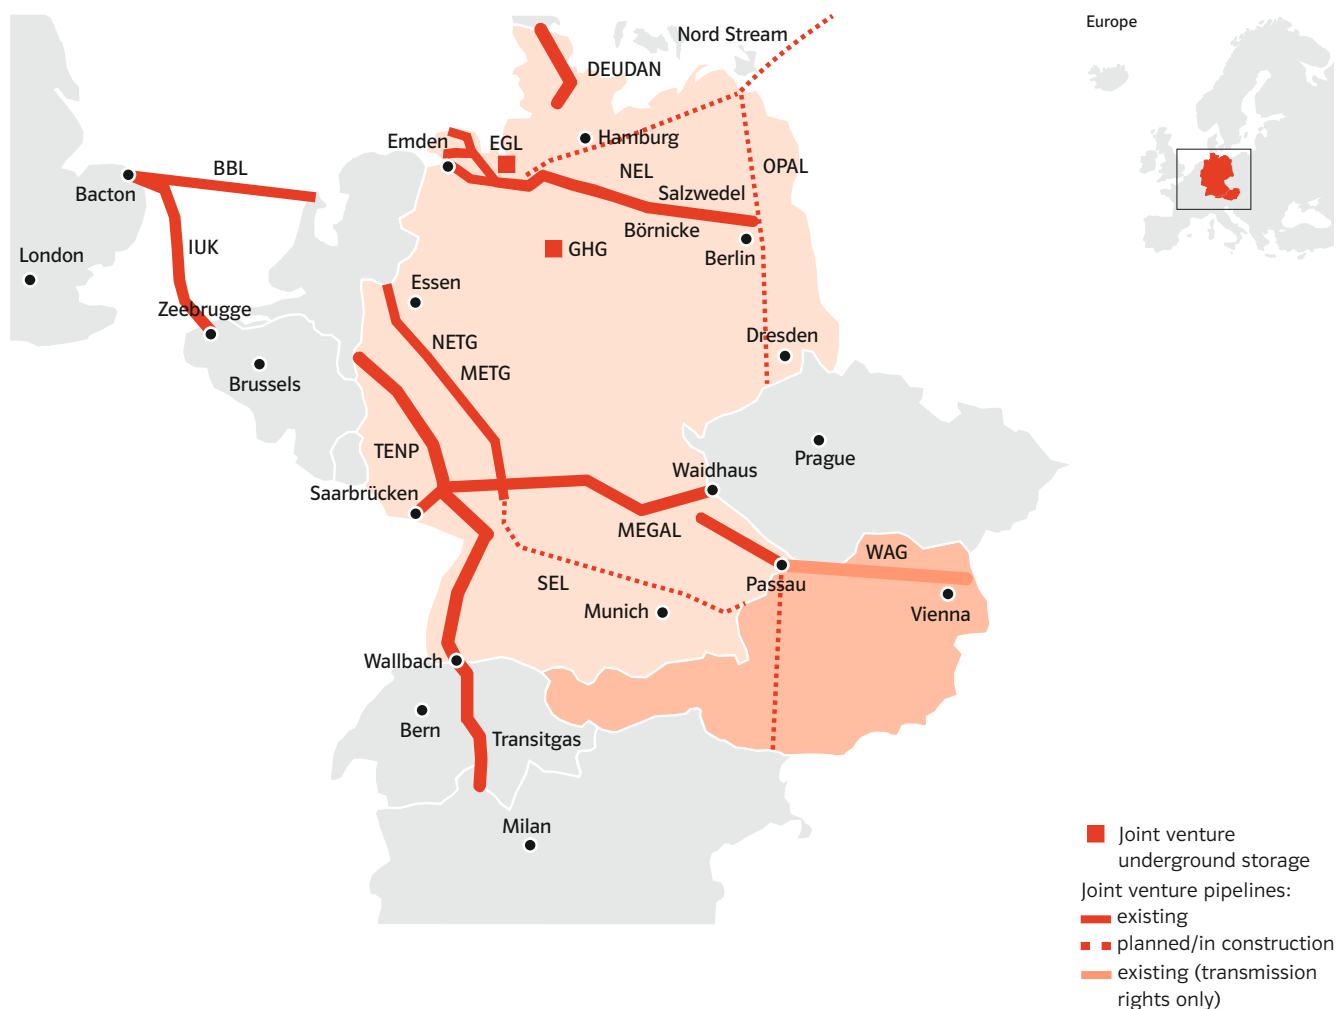 Europe
Nord Stream
DEUDAN
Emden
EGL
Hamburg
BBL
NEL
OPAL
Bacton
Salzwedel
Börnicke
IUK
GHG
Berlin
London
Essen
Zeebrugge
Dresden
NETG
METG
Brussels
TENP
Prague
Waidhaus
Saarbrücken
MEGAL
WAG
SEL
Passau
Munich
Vienna
Wallbach
Bern
Transitgas
Milan
Joint venture
underground storage
Joint venture pipelines:
existing
planned/in construction
existing (transmission
rights only)